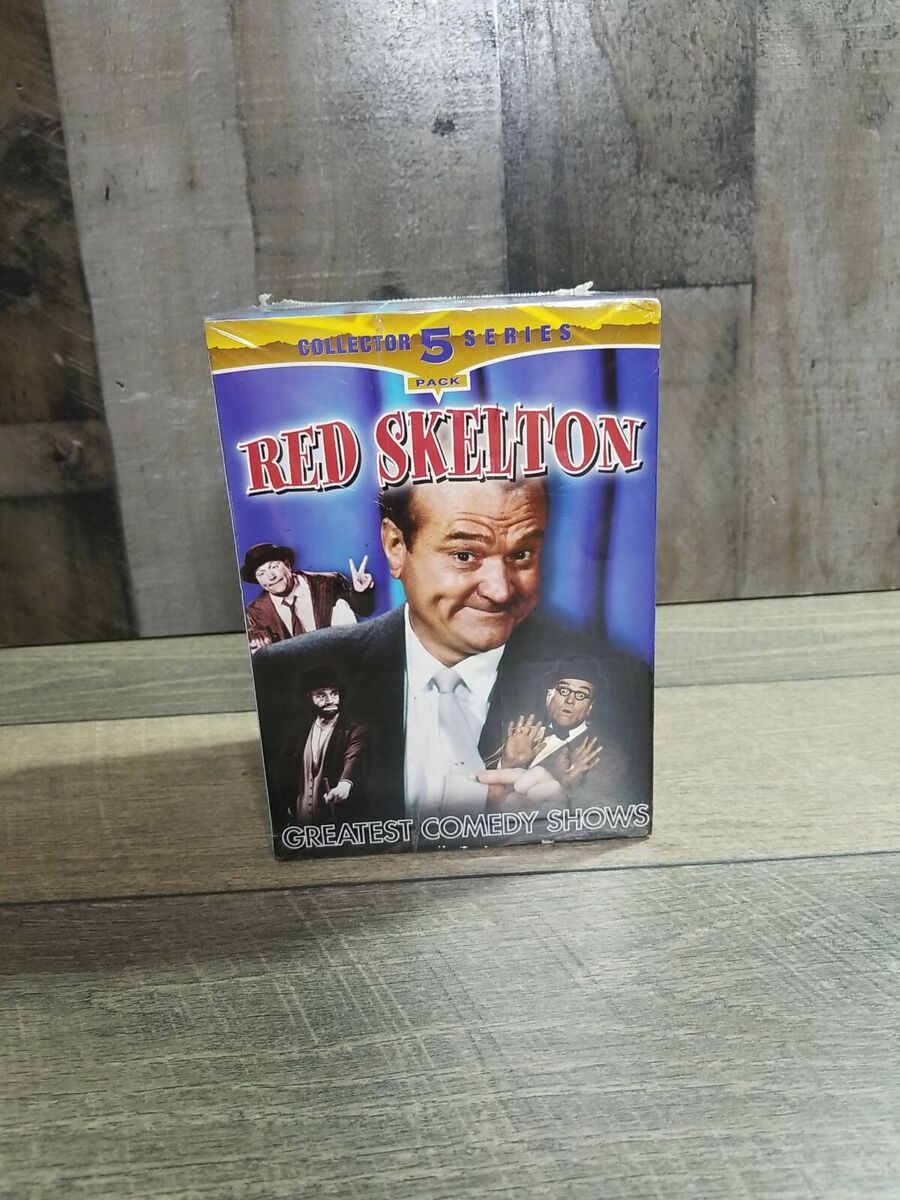 COLLECTOR 5 SERIES
PACK
RED SKELTON
GREATEST COMEDY SHOWS